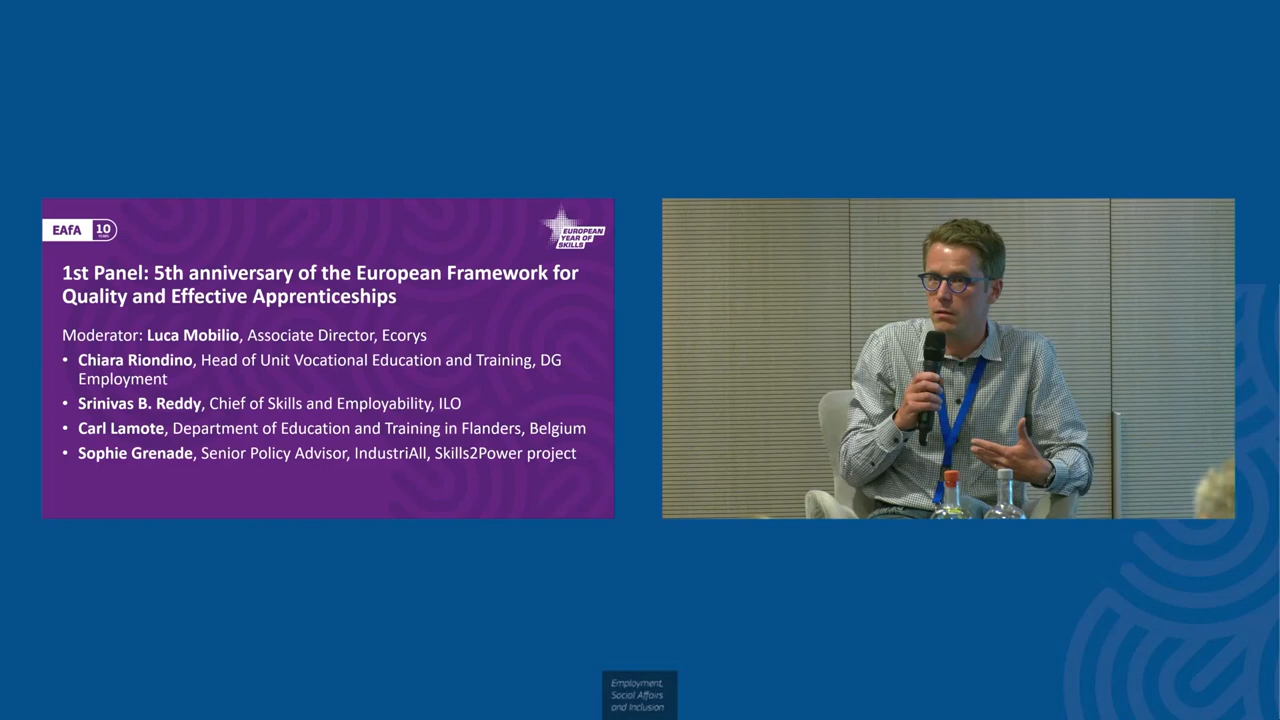 EAfA 10
YEARS
EUROPEAN
YEAR OF
SKILLS
1st Panel: 5th anniversary of the European Framework for
Quality and Effective Apprenticeships
Moderator: Luca Mobilio, Associate Director, Ecorys
• Chiara Riondino, Head of Unit Vocational Education and Training, DG
Employment
• Srinivas B. Reddy, Chief of Skills and Employability, ILO
• Carl Lamote, Department of Education and Training in Flanders, Belgium
• Sophie Grenade, Senior Policy Advisor, IndustriAll, Skills2Power project
Employment,
Social Affairs
and Inclusion